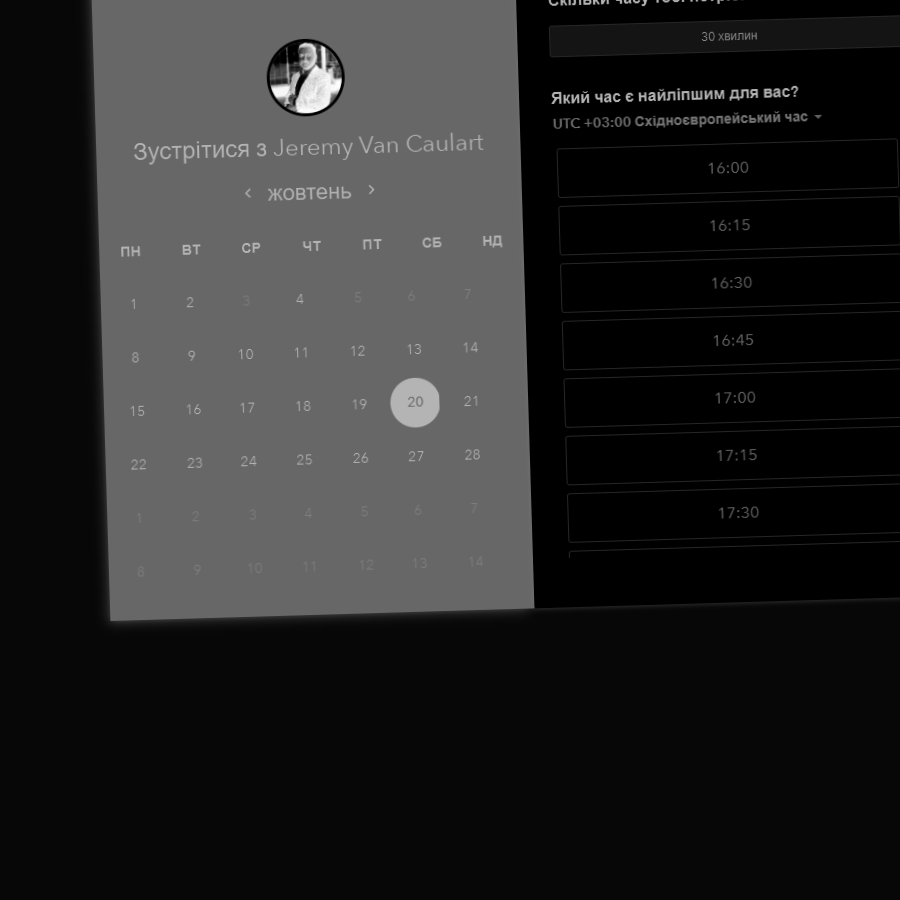 Зустрітися з Jeremy Van Caulart
‹ жовтень ›
ПН ВТ СР ЧТ ПТ СБ НД
1 2 3 4 5 6 7
8 9 10 11 12 13 14
15 16 17 18 19 20 21
22 23 24 25 26 27 28
1 2 3 4 5 6 7
8 9 10 11 12 13 14
Скільки часу тобі
30 хвилин
Який час є найліпшим для вас?
UTC +03:00 Східноєвропейський час
16:00
16:15
16:30
16:45
17:00
17:15
17:30